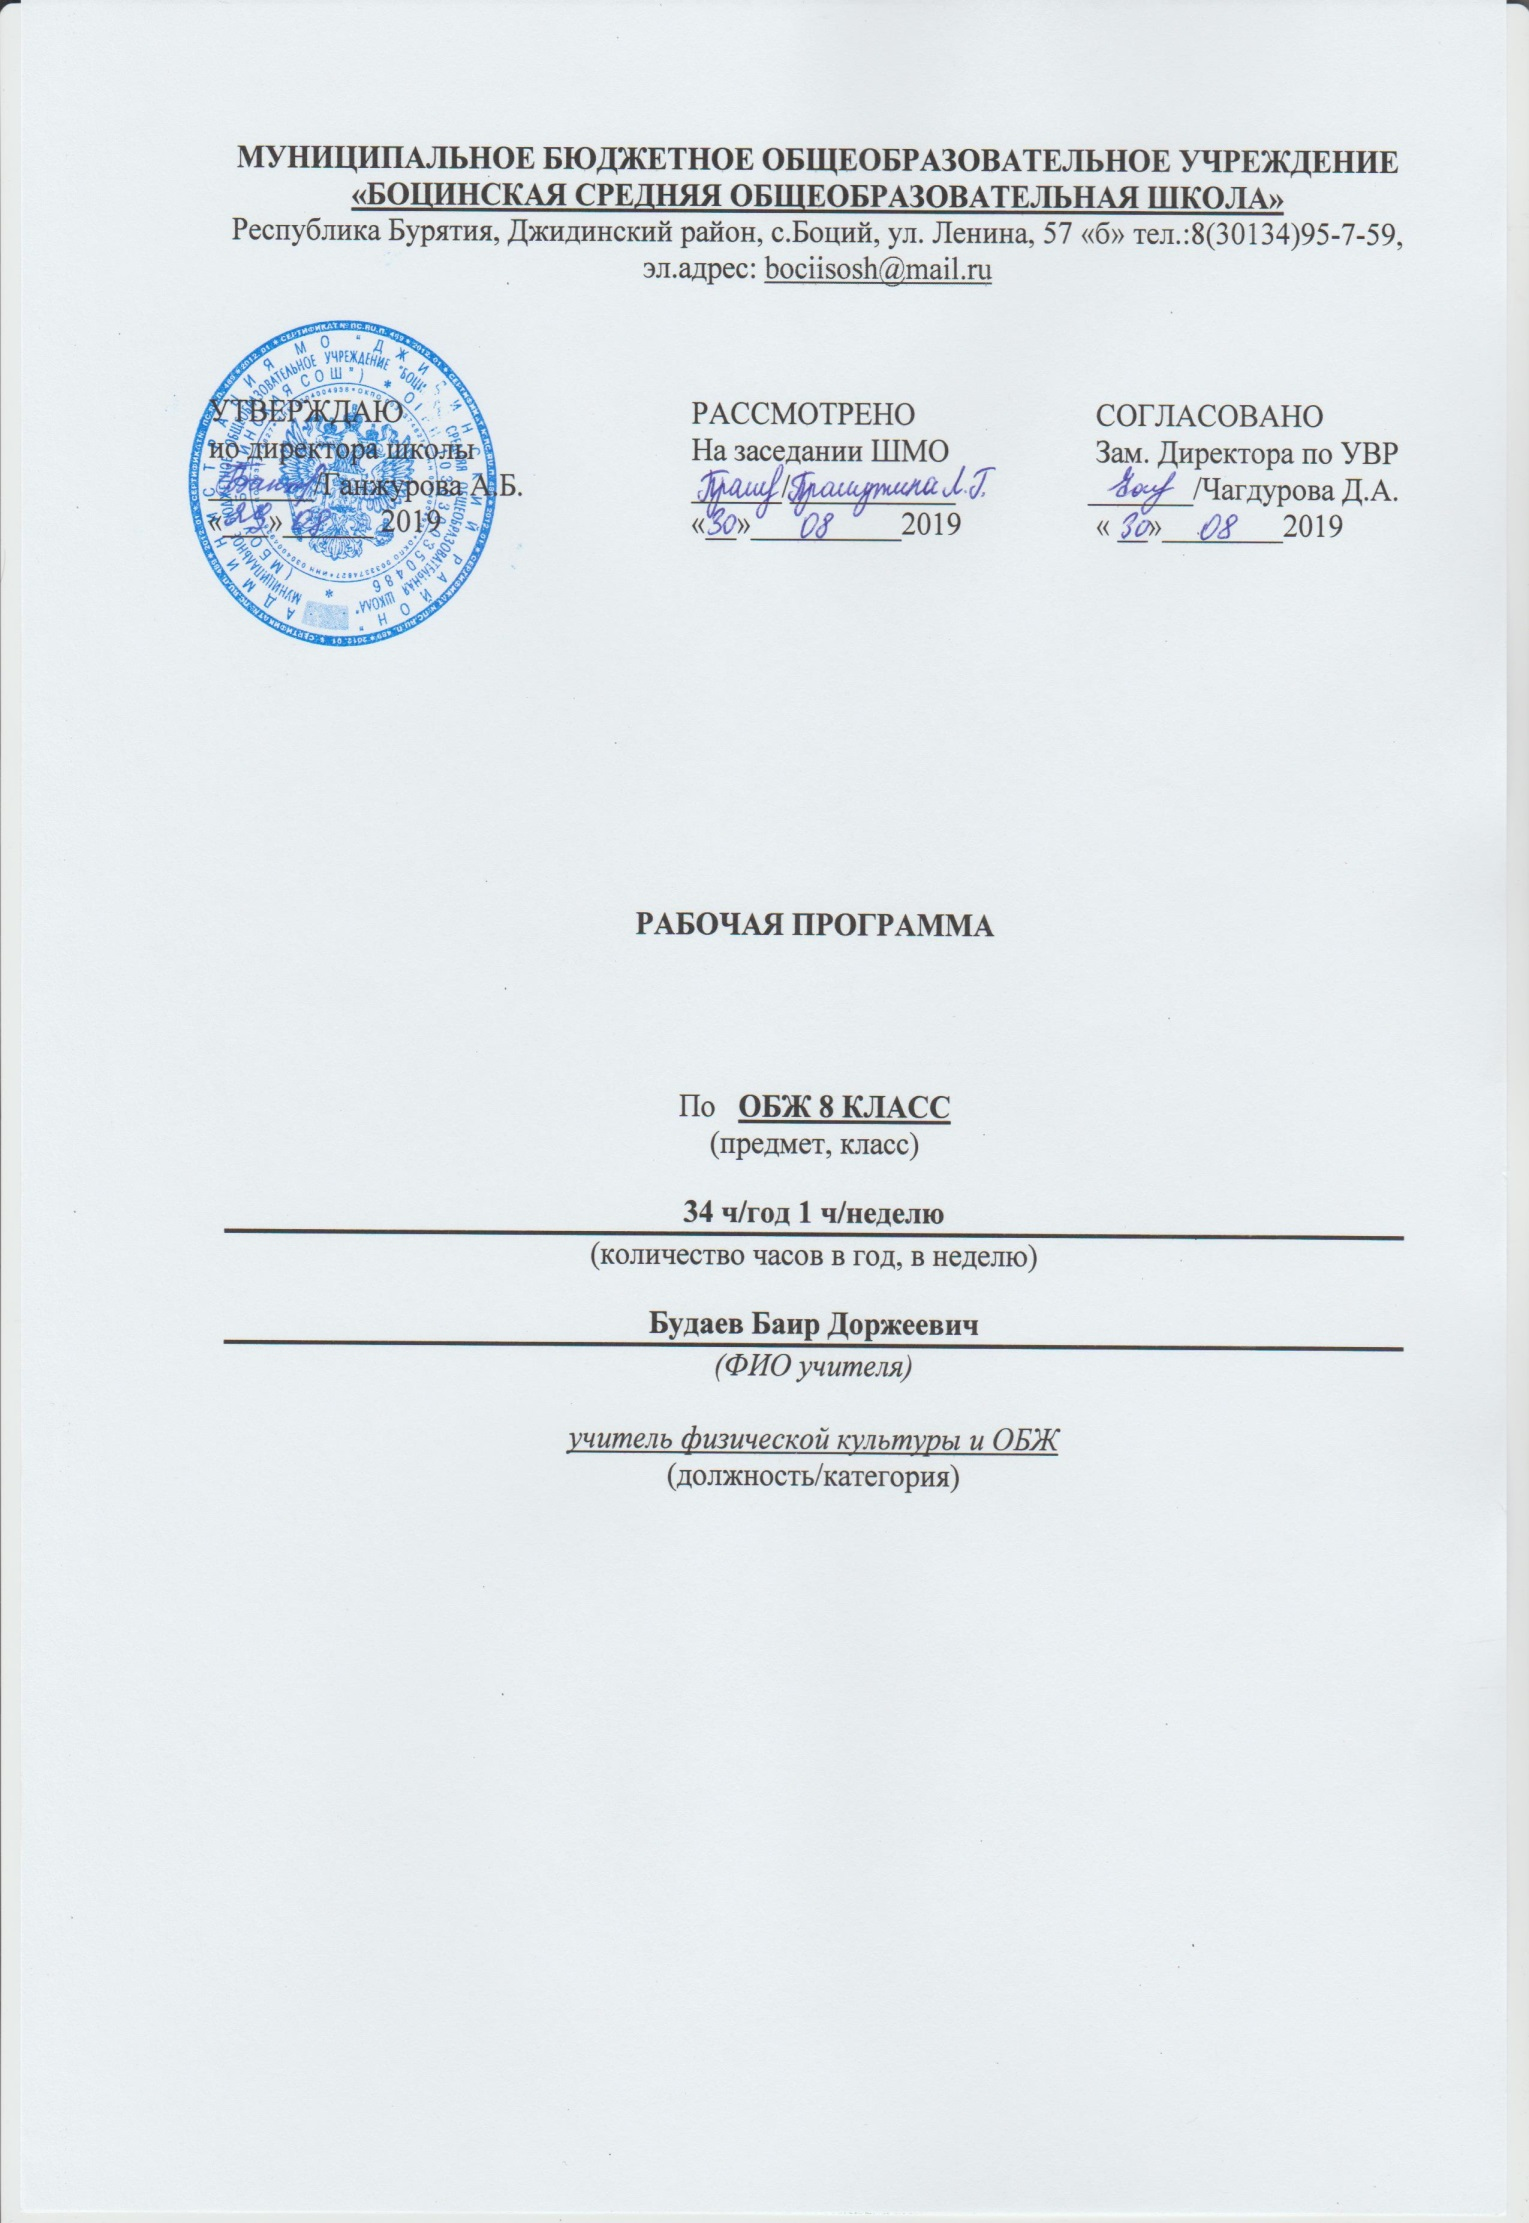 МУНИЦИПАЛЬНОЕ БЮДЖЕТНОЕ ОБЩЕОБРАЗОВАТЕЛЬНОЕ УЧРЕЖДЕНИЕ
«БОЦИНСКАЯ СРЕДНЯЯ ОБЩЕОБРАЗОВАТЕЛЬНАЯ ШКОЛА»
Республика Бурятия, Джидинский район, с.Боций, ул. Ленина, 57 «б» тел.:8(30134)95-7-59,
эл.адрес: bociisosh@mail.ru
УТВЕРЖДАЮ
ио директора школы
/Ганжурова А.Б.
«___»______ 2019
08
РАССМОТРЕНО
На заседании ШМО
«30» 08 2019
СОГЛАСОВАНО
Зам. Директора по УВР
/Чагдурова Д.А.
«30» 08 2019
РАБОЧАЯ ПРОГРАММА
По ОБЖ 8 КЛАСС
(предмет, класс)
34 ч/год 1 ч/неделю
(количество часов в год, в неделю)
Будаев Баир Доржеевич
(ФИО учителя)
учитель физической культуры и ОБЖ
(должность/категория)